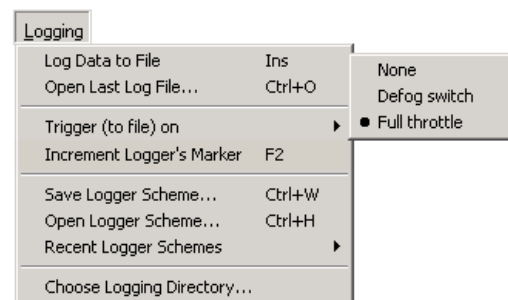 Logging
Log Data to File Ins
Open Last Log File... Ctrl+O
Trigger (to file) on
Increment Logger's Marker F2
Save Logger Scheme... Ctrl+W
Open Logger Scheme... Ctrl+H
Recent Logger Schemes
Choose Logging Directory...
None
Defog switch
Full throttle